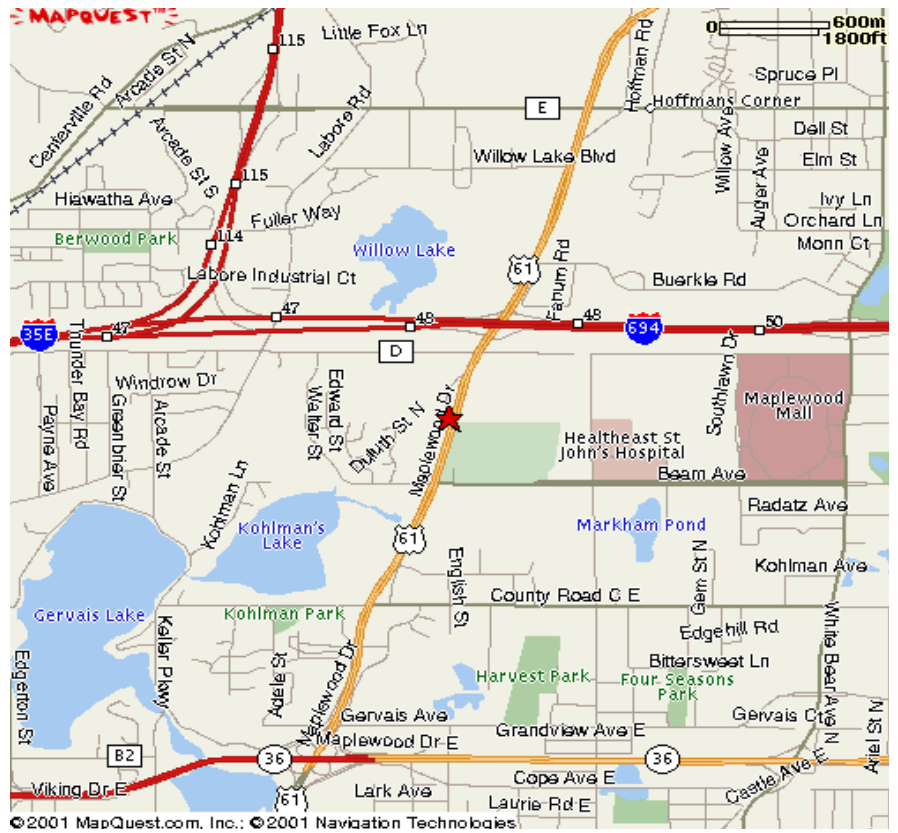 MAPQUEST™
115
Little Fox Ln
600m
1800ft
0
Arcade St N
Hoffman Rd
Spruce Pl
Centerville Rd
E
Hoffmans Corner
Labore Rd
Willow Ave
Dell St
Arcade St S
Willow Lake Blvd
Elm St
115
Auger Ave
Hiawatha Ave
Ivy Ln
Fuller Way
Orchard Ln
Berwood Park
114
Willow Lake
Monn Ct
61
Fahum Rd
Labore Industrial Ct
Buerkle Rd
47
48
48
35E
47
694
50
Thunder Bay Rd
D
Southlawn Dr
Windrow Dr
Edward St
Walter St
Maplewood Dr
Maplewood
Mall
Payne Ave
Greenbrier St
Arcade St
Duluth St N
Healtheast St
John's Hospital
Beam Ave
Kohlman Ln
Radatz Ave
Kohlman's
Lake
Markham Pond
61
English St
Gem St N
Kohlman Ave
County Road C E
Gervais Lake
Kohlman Park
Keller Pkwy
White Bear Ave N
Edgehill Rd
Edgerton St
Adele St
Maplewood Dr
Bittersweet Ln
Harvest Park
Four Seasons
Park
Gervais Ave
Gervais Ct
Ariel St N
Grandview Ave E
Maplewood Dr E
B2
36
36
Cope Ave E
Castle Ave E
Viking Dr E
61
Lark Ave
Laurie Rd E
©2001 MapQuest.com, Inc.; ©2001 Navigation Technologies